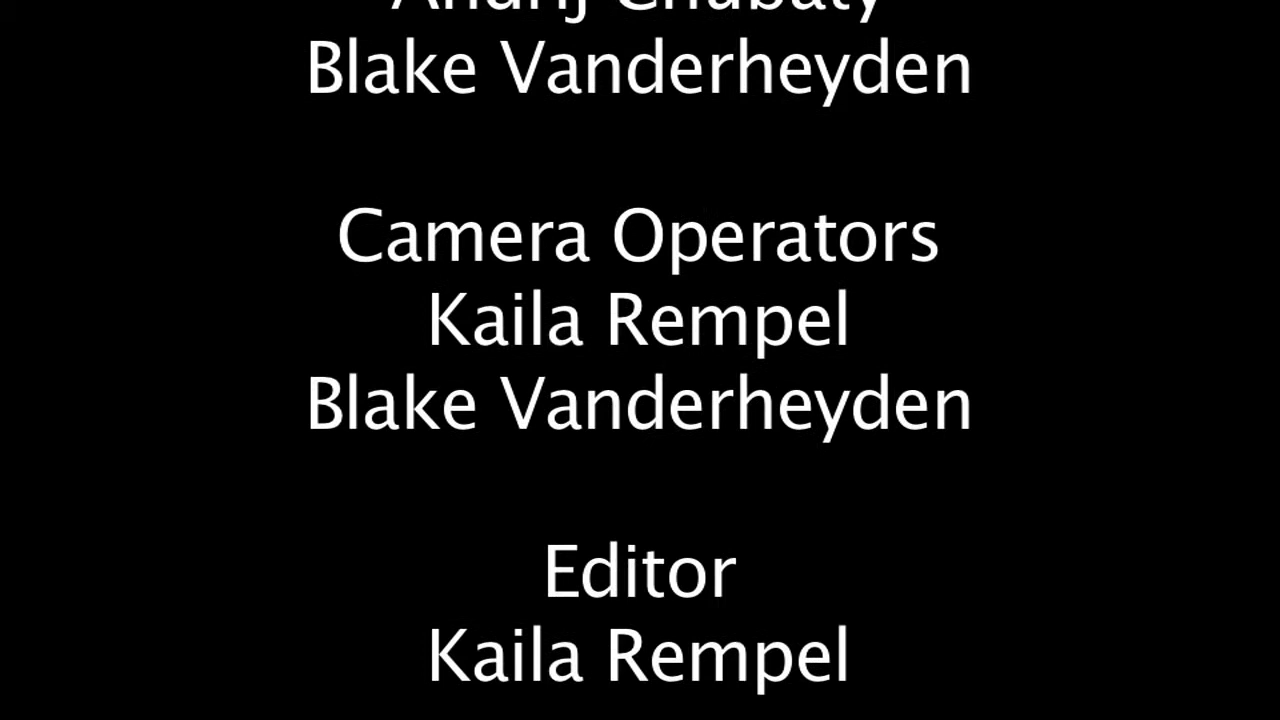 Blake Vanderheyden
Camera Operators
Kaila Rempel
Blake Vanderheyden
Editor
Kaila Rempel